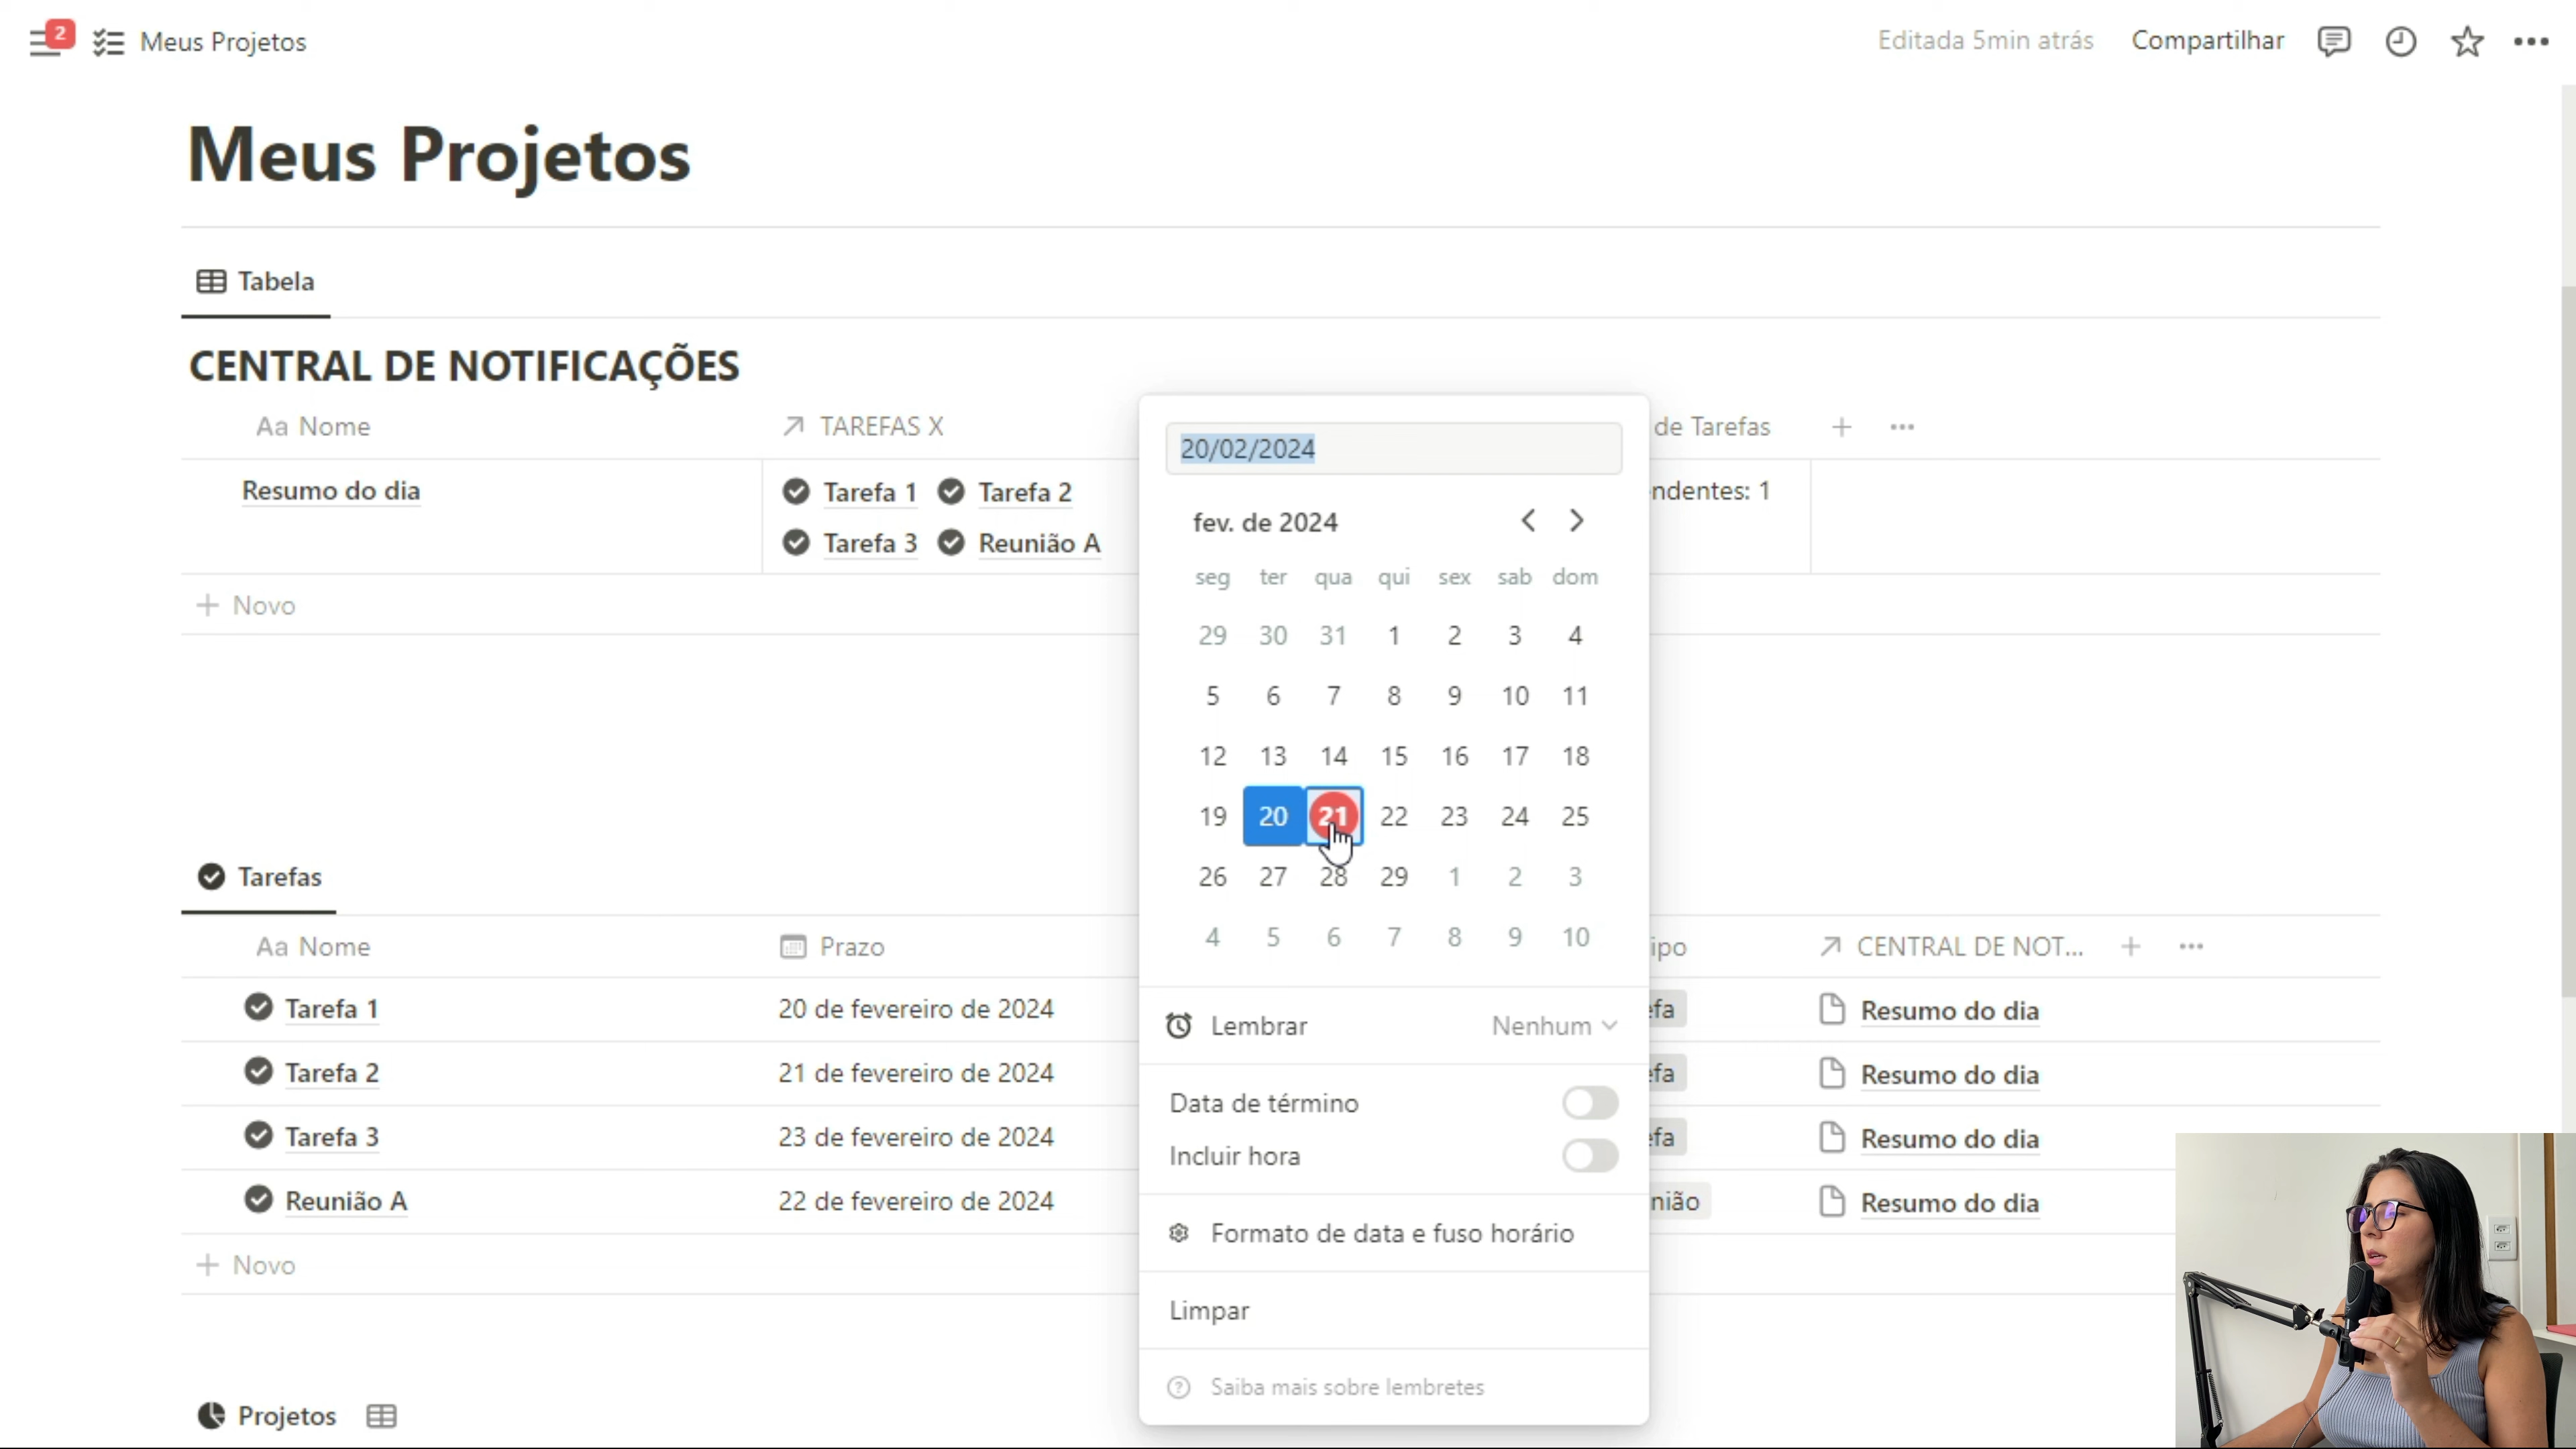 2 Meus Projetos Editada 5min atrás Compartilhar
Meus Projetos
Tabela
CENTRAL DE NOTIFICAÇÕES
Aa Nome TAREFAS X de Tarefas
Resumo do dia Tarefa 1 Tarefa 2 ndentes: 1
Tarefa 3 Reunião A
Novo
20/02/2024
fev. de 2024
seg ter qua qui sex sab dom
29 30 31 1 2 3 4
5 6 7 8 9 10 11
12 13 14 15 16 17 18
19 20 21 22 23 24 25
26 27 28 29 1 2 3
4 5 6 7 8 9 10
Lembrar Nenhum
Data de término
Incluir hora
Formato de data e fuso horário
Limpar
Saiba mais sobre lembretes
Tarefas
Aa Nome Prazo ipo CENTRAL DE NOT...
Tarefa 1 20 de fevereiro de 2024 efa Resumo do dia
Tarefa 2 21 de fevereiro de 2024 efa Resumo do dia
Tarefa 3 23 de fevereiro de 2024 efa Resumo do dia
Reunião A 22 de fevereiro de 2024 nião Resumo do dia
Novo
Projetos